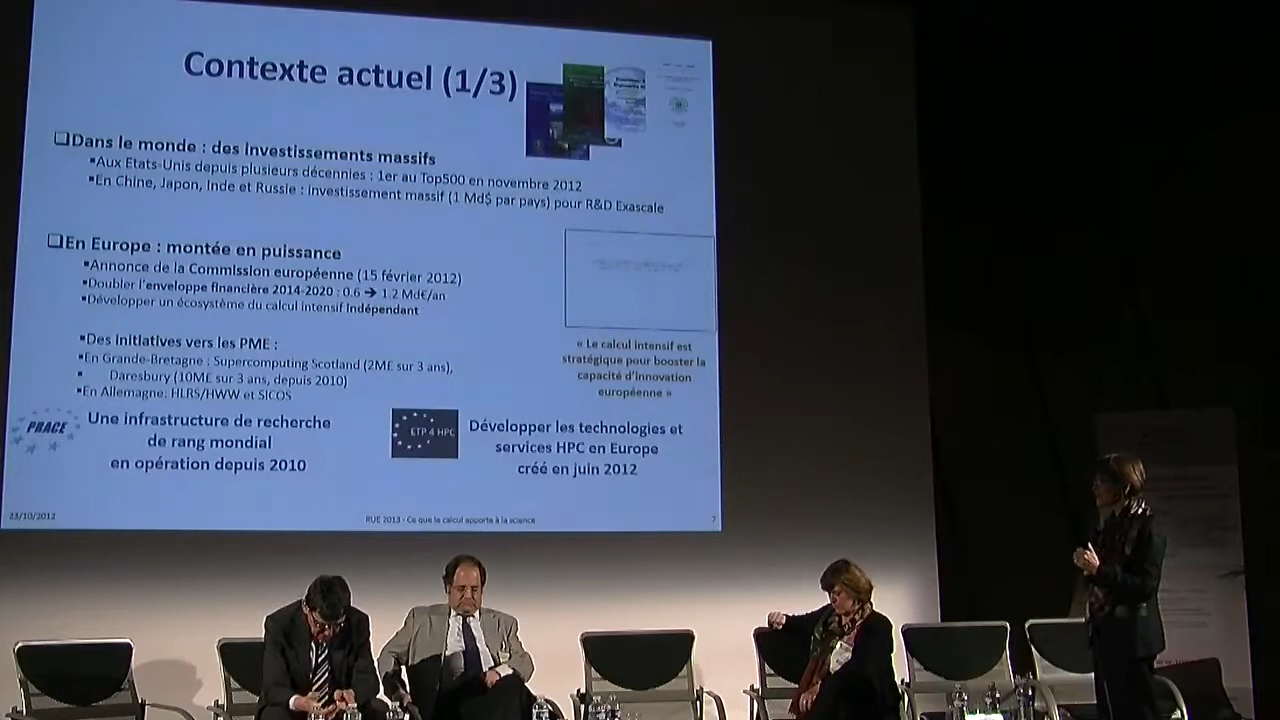 Contexte actuel (1/3)
❑Dans le monde : des investissements massifs
▪Aux Etats-Unis depuis plusieurs décennies : 1er au Top500 en novembre 2012
▪En Chine, Japon, Inde et Russie : investissement massif (1 Md$ par pays) pour R&D Exascale
❑En Europe : montée en puissance
▪Annonce de la Commission européenne (15 février 2012)
▪Doubler l'enveloppe financière 2014-2020 : 0.6 → 1.2 Md€/an
▪Développer un écosystème du calcul intensif indépendant
▪Des initiatives vers les PME :
▪En Grande-Bretagne : Supercomputing Scotland (2M£ sur 3 ans),
▪ Daresbury (10M£ sur 3 ans, depuis 2010)
▪En Allemagne: HLRS/HWW et SICOS
« Le calcul intensif est
stratégique pour booster la
capacité d'innovation
européenne »
PRACE
Une infrastructure de recherche
de rang mondial
en opération depuis 2010
ETP 4 HPC
Développer les technologies et
services HPC en Europe
créé en juin 2012
23/10/2012
RUE 2013 - Ce que le calcul apporte à la science
7